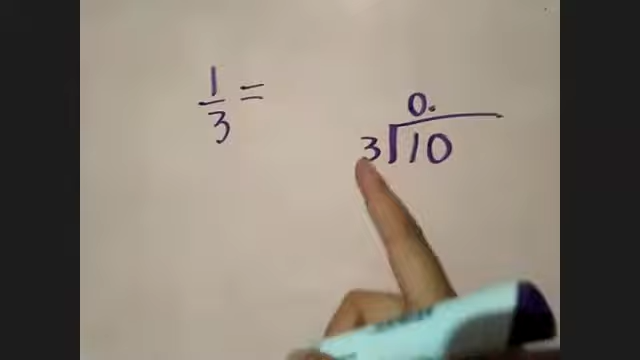 1/3 =
0.
3⟌10